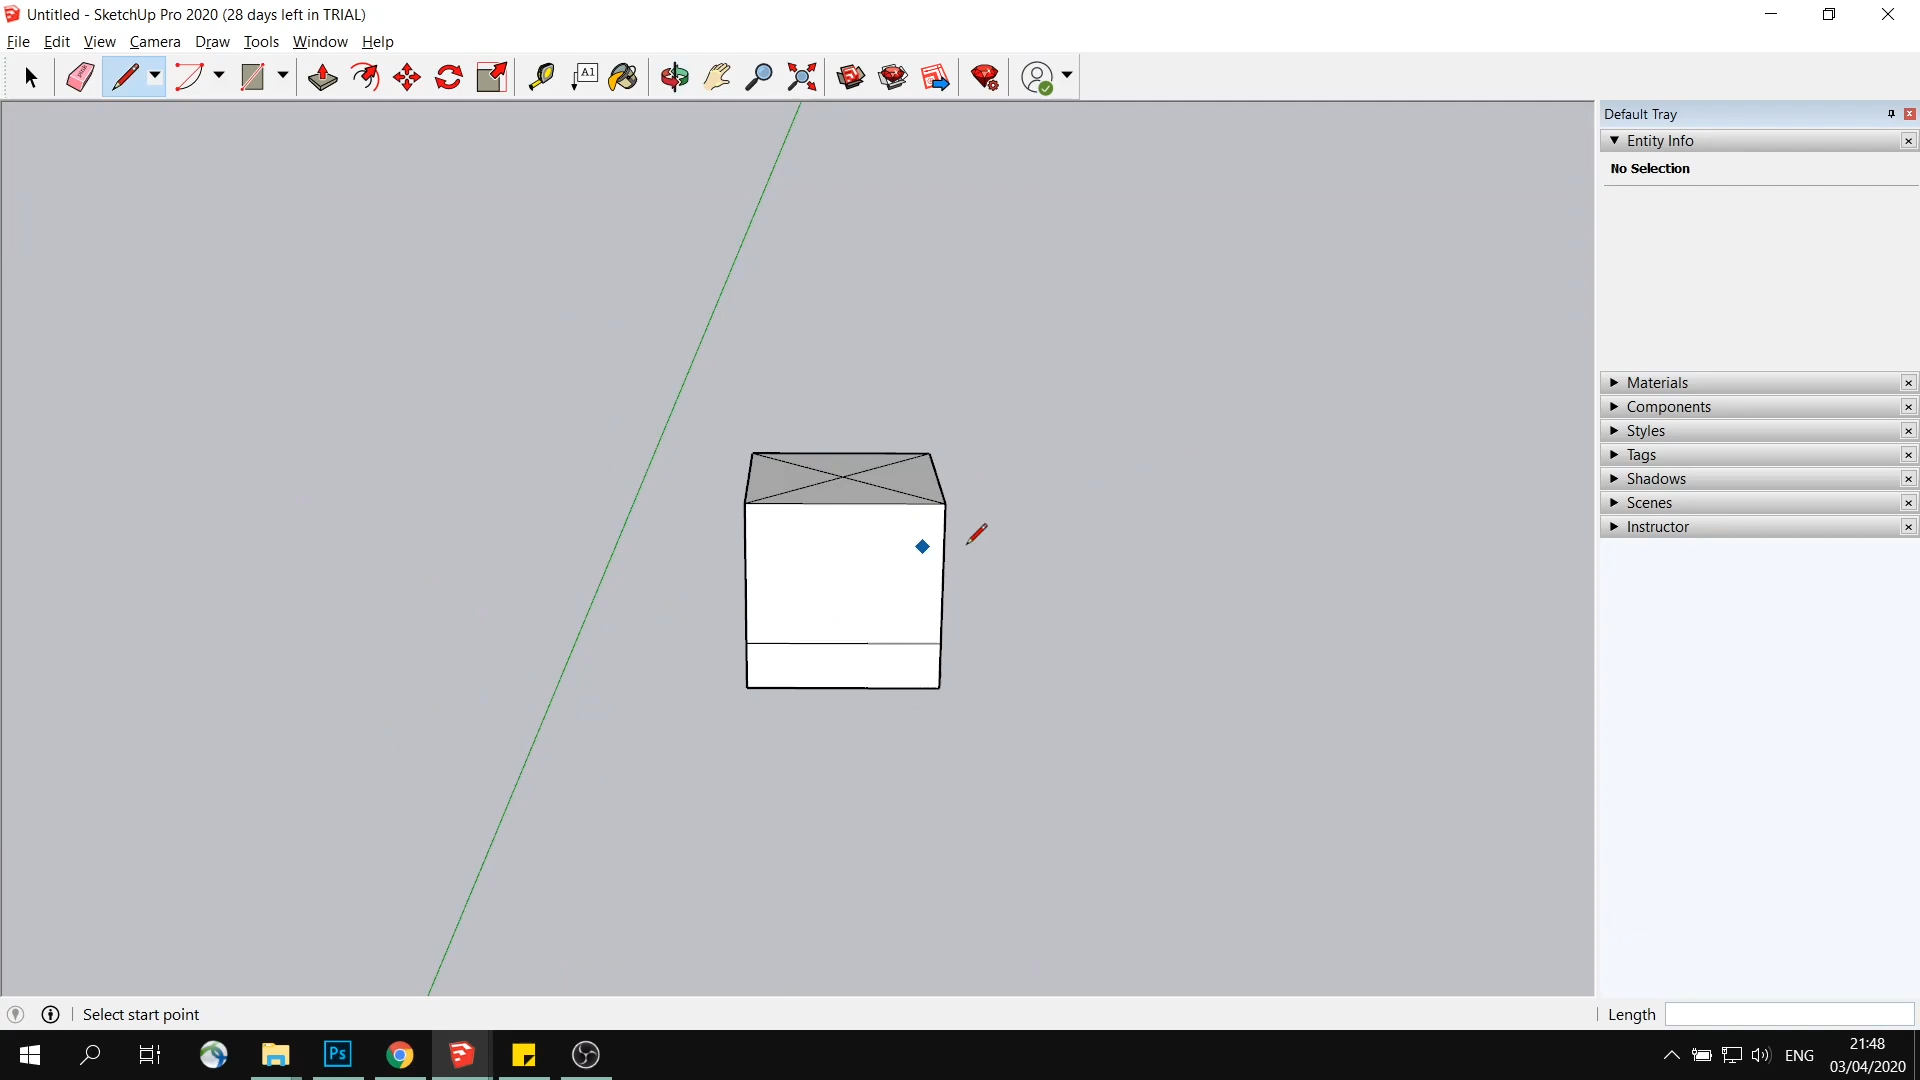 Untitled - SketchUp Pro 2020 (28 days left in TRIAL)
File Edit View Camera Draw Tools Window Help
A1
Default Tray
Entity Info
No Selection
Materials
Components
Styles
Tags
Shadows
Scenes
Instructor
Select start point
Length
Ps
ENG
21:48
03/04/2020